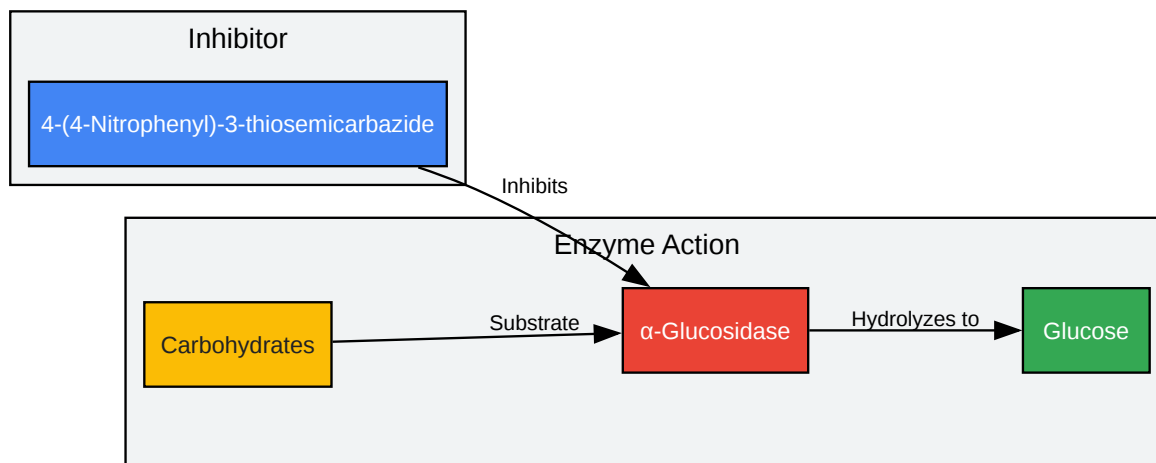 Inhibitor
4-(4-Nitrophenyl)-3-thiosemicarbazide
Inhibits
Enzyme Action
Carbohydrates
Substrate
α-Glucosidase
Hydrolyzes to
Glucose